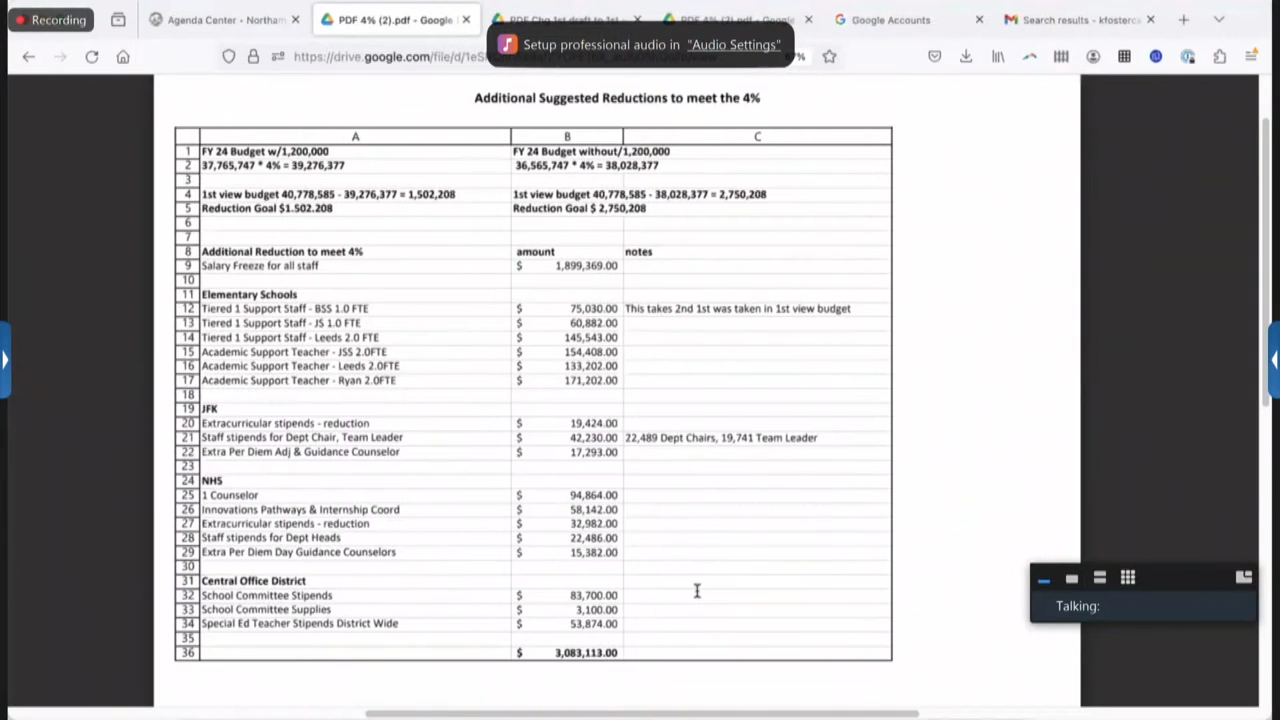 Recording
Agenda Center - Northam
PDF 4% (2).pdf - Google
PDF Chg 1st draft to 1st
PDF 4% (2).pdf - Google
Google Accounts
Search results - kfosterc
Setup professional audio in "Audio Settings"
https://drive.google.com/file/d/1eS
%
Additional Suggested Reductions to meet the 4%
A B C
1 FY 24 Budget w/1,200,000 FY 24 Budget without/1,200,000
2 37,765,747 * 4% = 39,276,377 36,565,747 * 4% = 38,028,377
3
4 1st view budget 40,778,585 - 39,276,377 = 1,502,208 1st view budget 40,778,585 - 38,028,377 = 2,750,208
5 Reduction Goal $1.502.208 Reduction Goal $ 2,750,208
6
7
8 Additional Reduction to meet 4% amount notes
9 Salary Freeze for all staff $ 1,899,369.00
10
11 Elementary Schools
12 Tiered 1 Support Staff - BSS 1.0 FTE $ 75,030.00 This takes 2nd 1st was taken in 1st view budget
13 Tiered 1 Support Staff - JS 1.0 FTE $ 60,882.00
14 Tiered 1 Support Staff - Leeds 2.0 FTE $ 145,543.00
15 Academic Support Teacher - JSS 2.0FTE $ 154,408.00
16 Academic Support Teacher - Leeds 2.0FTE $ 133,202.00
17 Academic Support Teacher - Ryan 2.0FTE $ 171,202.00
18
19 JFK
20 Extracurricular stipends - reduction $ 19,424.00
21 Staff stipends for Dept Chair, Team Leader $ 42,230.00 22,489 Dept Chairs, 19,741 Team Leader
22 Extra Per Diem Adj & Guidance Counselor $ 17,293.00
23
24 NHS
25 1 Counselor $ 94,864.00
26 Innovations Pathways & Internship Coord $ 58,142.00
27 Extracurricular stipends - reduction $ 32,982.00
28 Staff stipends for Dept Heads $ 22,486.00
29 Extra Per Diem Day Guidance Counselors $ 15,382.00
30
31 Central Office District
32 School Committee Stipends $ 83,700.00
33 School Committee Supplies $ 3,100.00
34 Special Ed Teacher Stipends District Wide $ 53,874.00
35
36 $ 3,083,113.00
Talking: